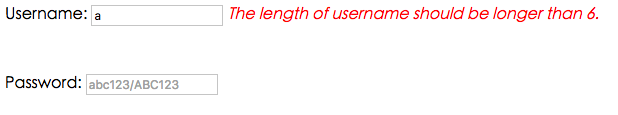 Username: a The length of username should be longer than 6.
Password: abc123/ABC123